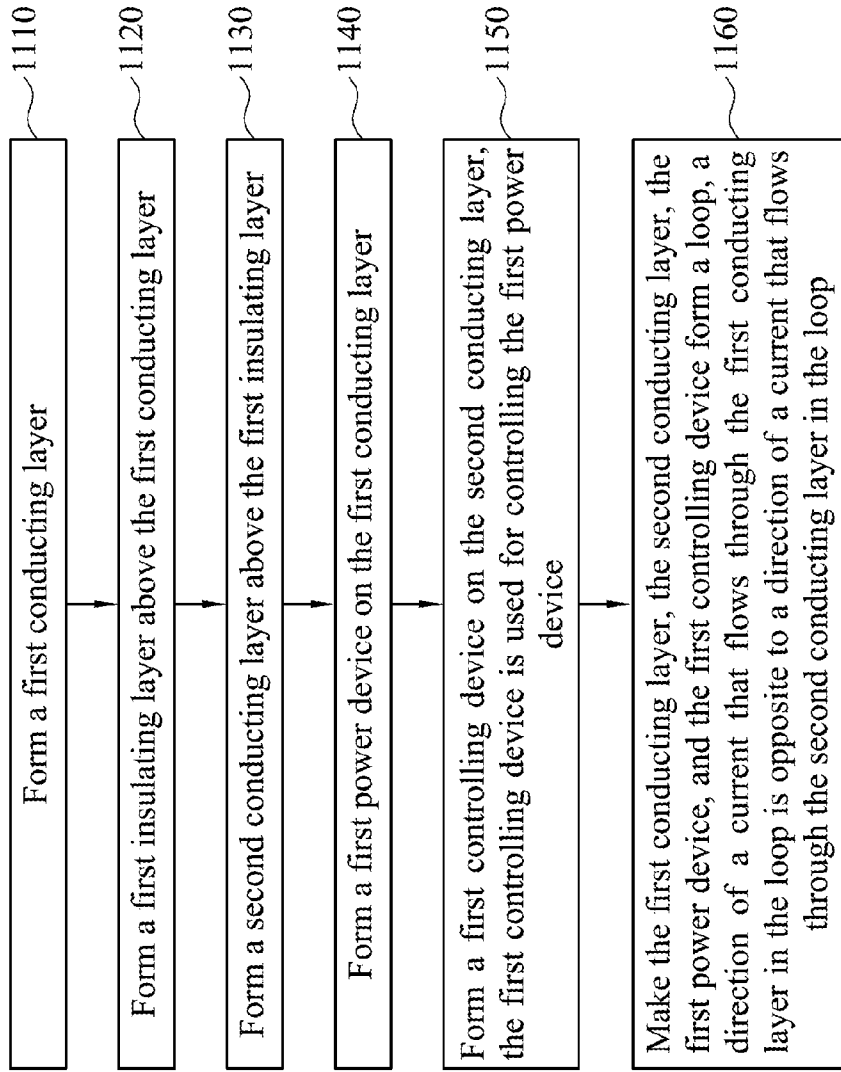 Form a first conducting layer
1110
Form a first insulating layer above the first conducting layer
1120
Form a second conducting layer above the first insulating layer
1130
Form a first power device on the first conducting layer
1140
Form a first controlling device on the second conducting layer,
the first controlling device is used for controlling the first power
device
1150
Make the first conducting layer, the second conducting layer, the
first power device, and the first controlling device form a loop, a
direction of a current that flows through the first conducting
layer in the loop is opposite to a direction of a current that flows
through the second conducting layer in the loop
1160